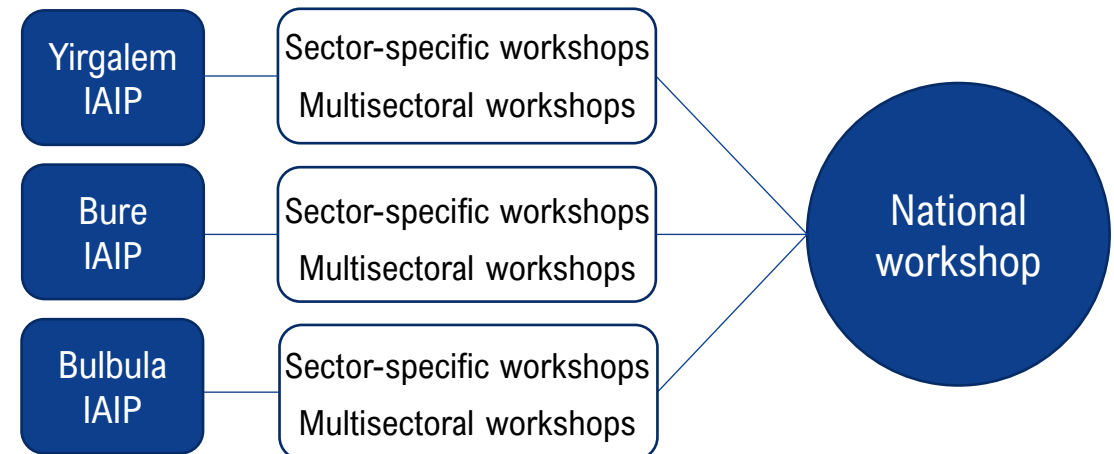 Yirgalem
IAIP
Sector-specific workshops
Multisectoral workshops
Bure
IAIP
Sector-specific workshops
Multisectoral workshops
Bulbula
IAIP
Sector-specific workshops
Multisectoral workshops
National
workshop